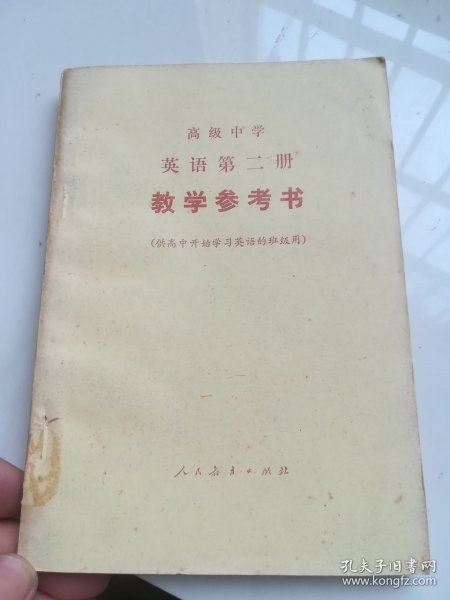 高级中学
英语第二册
教学参考书
(供高中开始学习英语的班级用)
人民教育出版社
孔夫子旧书网
www.kongfz.com